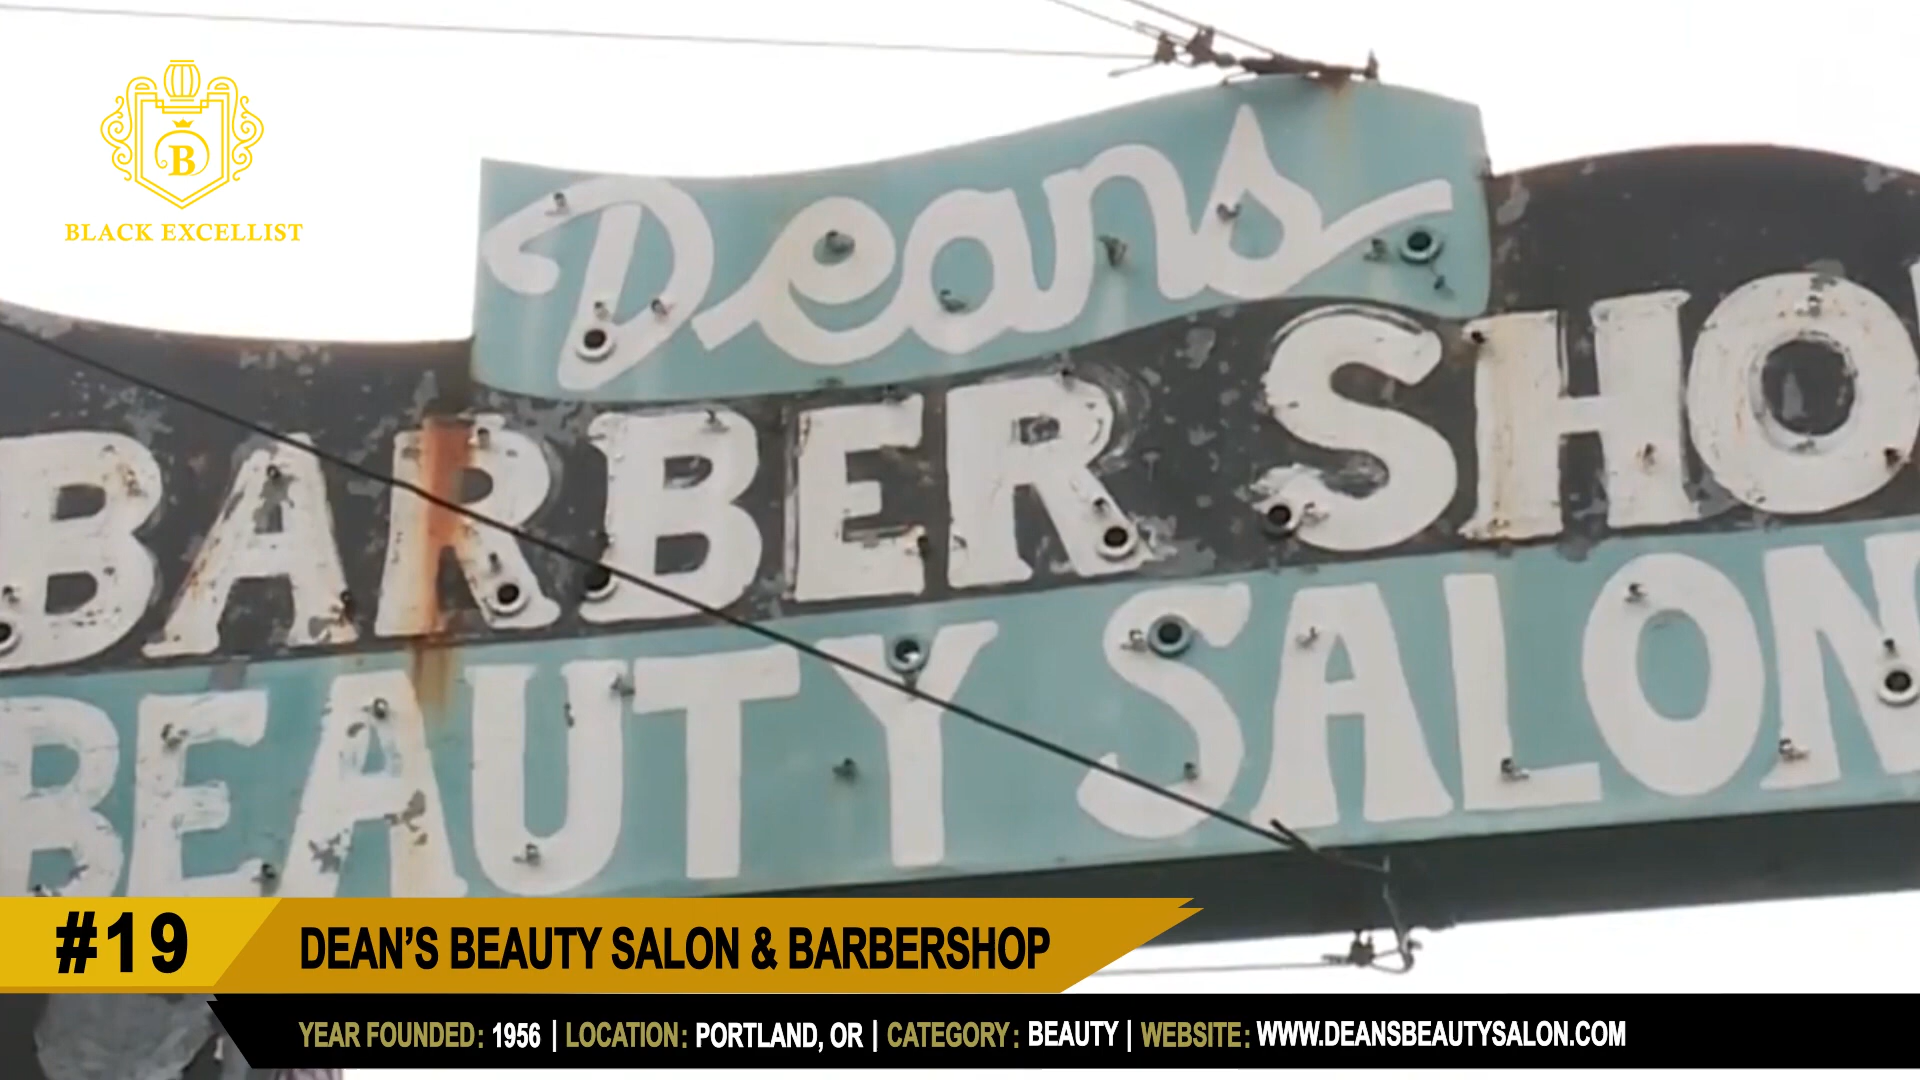 B
BLACK EXCELLIST
Deans
BARBER SHO
BEAUTY SALON
#19
DEAN'S BEAUTY SALON & BARBERSHOP
YEAR FOUNDED: 1956 | LOCATION: PORTLAND, OR | CATEGORY: BEAUTY | WEBSITE: WWW.DEANSBEAUTYSALON.COM